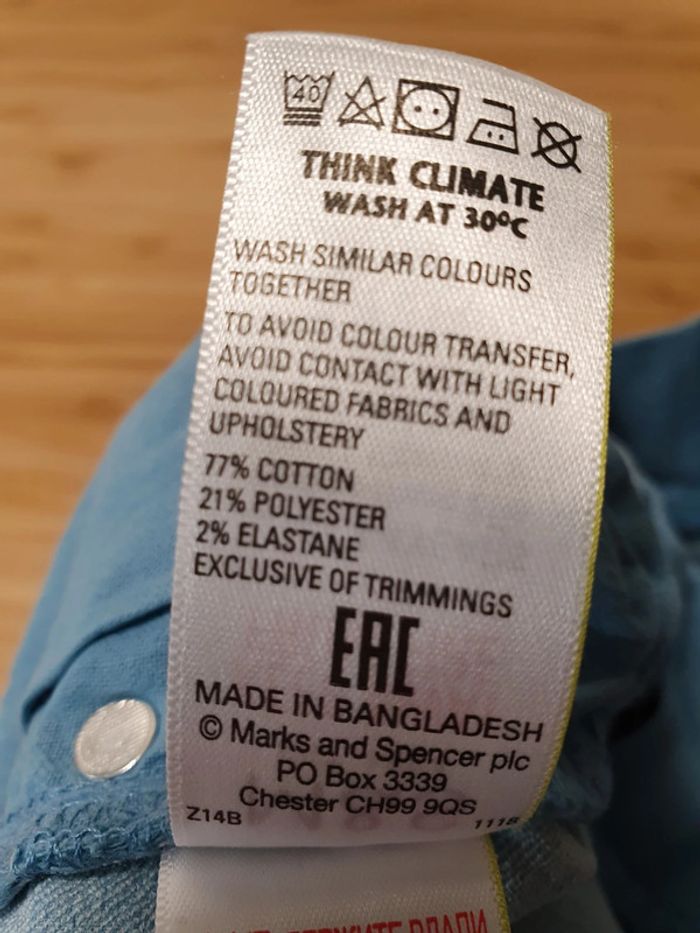 40
THINK CLIMATE
WASH AT 30°C
WASH SIMILAR COLOURS
TOGETHER
TO AVOID COLOUR TRANSFER,
AVOID CONTACT WITH LIGHT
COLOURED FABRICS AND
UPHOLSTERY
77% COTTON
21% POLYESTER
2% ELASTANE
EXCLUSIVE OF TRIMMINGS
EAC
MADE IN BANGLADESH
© Marks and Spencer plc
PO Box 3339
Chester CH99 9QS
Z14B 1118